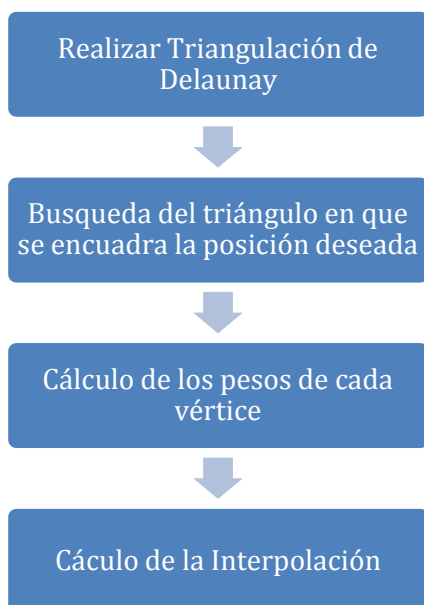 Realizar Triangulación de
Delaunay
Busqueda del triángulo en que
se encuadra la posición deseada
Cálculo de los pesos de cada
vértice
Cáculo de la Interpolación